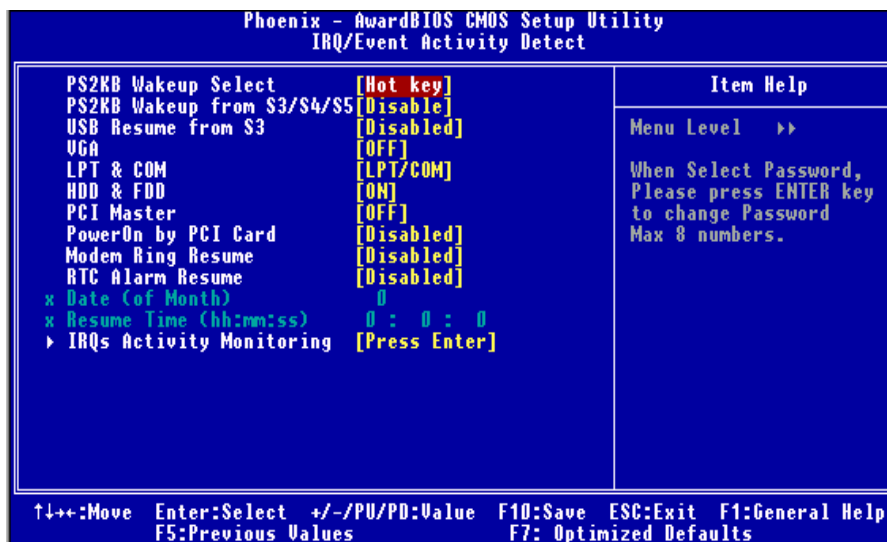 Phoenix - AwardBIOS CMOS Setup Utility
IRQ/Event Activity Detect
PS2KB Wakeup Select [Hot key]
PS2KB Wakeup from S3/S4/S5[Disable]
USB Resume from S3 [Disabled]
VGA [OFF]
LPT & COM [LPT/COM]
HDD & FDD [ON]
PCI Master [OFF]
PowerOn by PCI Card [Disabled]
Modem Ring Resume [Disabled]
RTC Alarm Resume [Disabled]
x Date (of Month) 0
x Resume Time (hh:mm:ss) 0 : 0 : 0
▸ IRQs Activity Monitoring [Press Enter]
Item Help
Menu Level ▸▸
When Select Password,
Please press ENTER key
to change Password
Max 8 numbers.
↑↓→←:Move Enter:Select +/-/PU/PD:Value F10:Save ESC:Exit F1:General Help
F5:Previous Values F7: Optimized Defaults